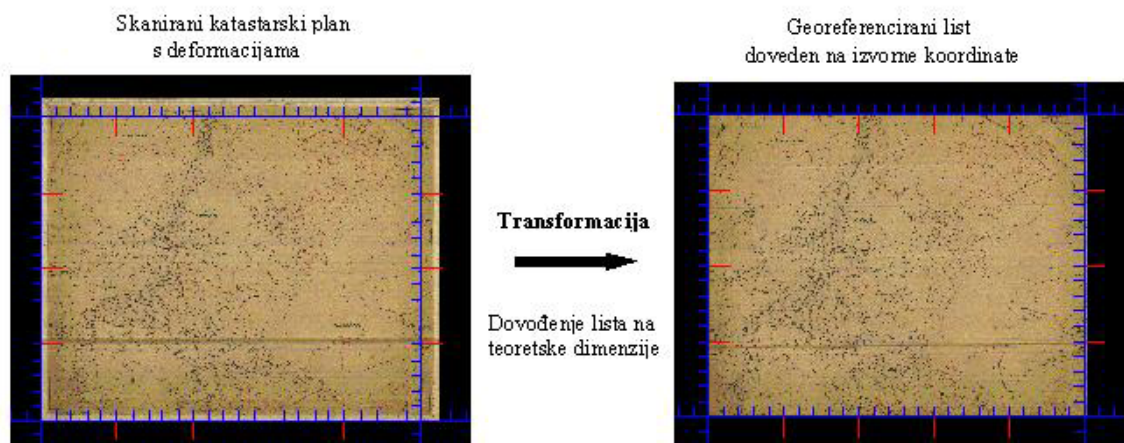 Skanirani katastarski plan
s deformacijama
Georeferencirani list
doveden na izvorne koordinate
Transformacija
Dovođenje lista na
teoretske dimenzije